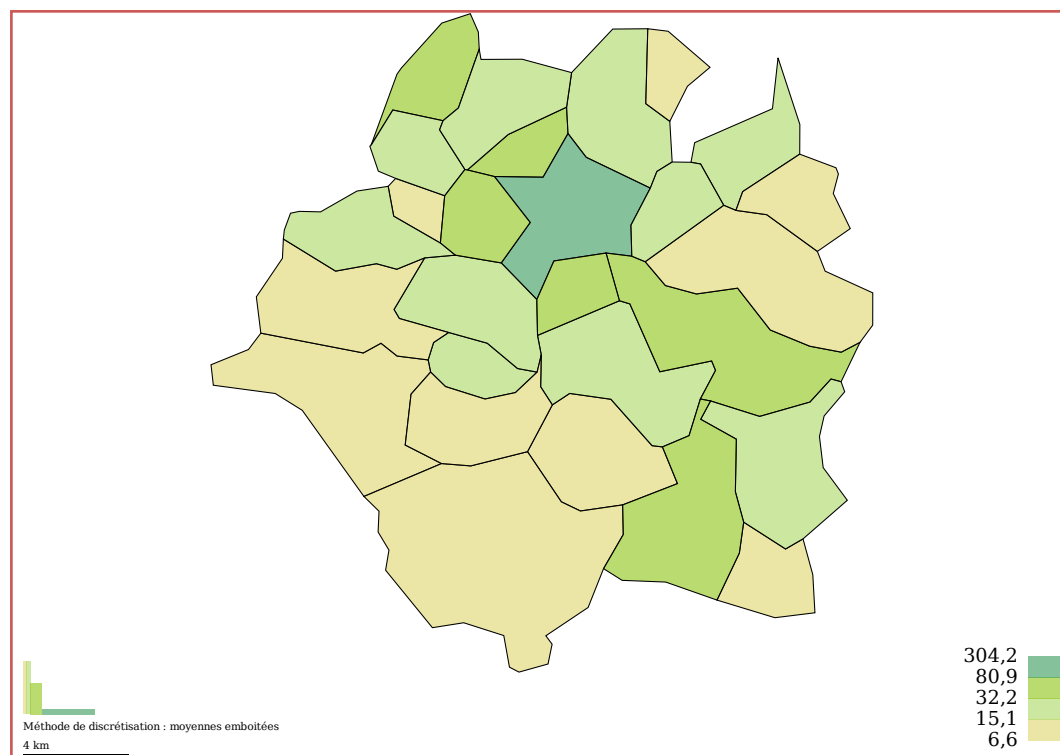 304,2
80,9
32,2
15,1
6,6
Méthode de discrétisation : moyennes emboitées
4 km